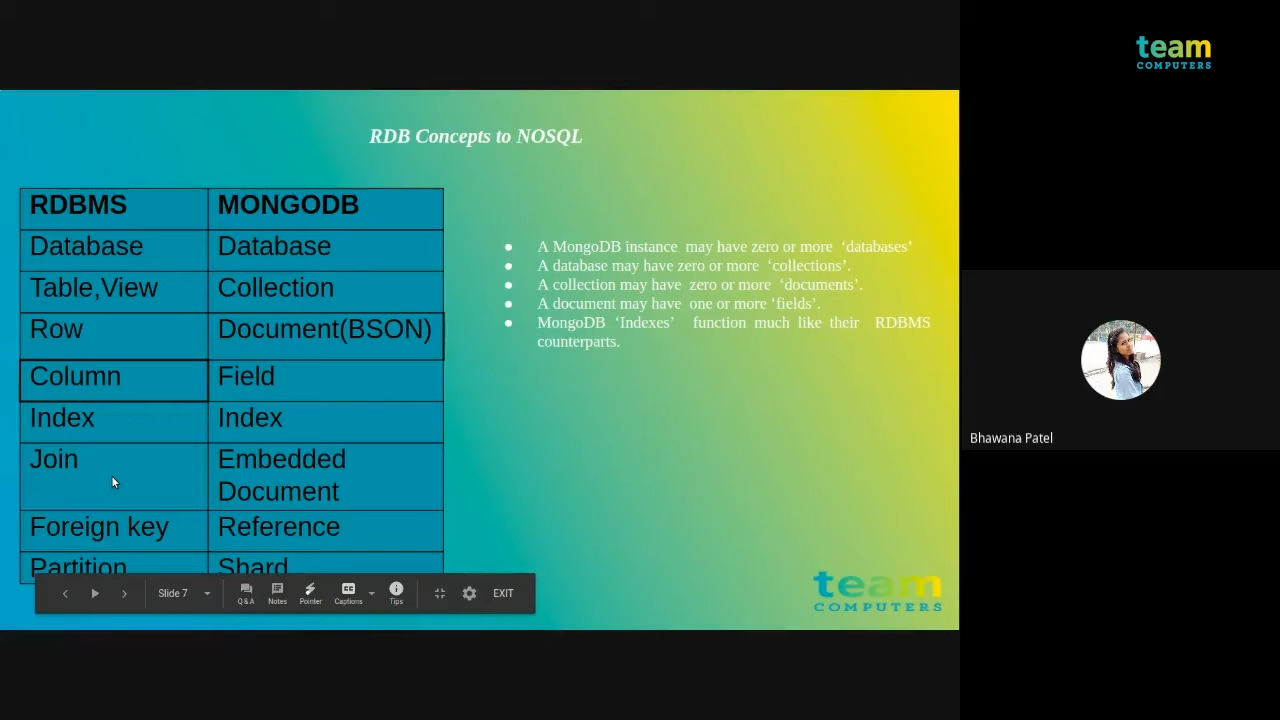 team
COMPUTERS
RDB Concepts to NOSQL
RDBMS MONGODB
Database Database
Table,View Collection
Row Document(BSON)
Column Field
Index Index
Join Embedded
Document
Foreign key Reference
Partition Shard
● A MongoDB instance may have zero or more ‘databases’
● A database may have zero or more ‘collections’.
● A collection may have zero or more ‘documents’.
● A document may have one or more ‘fields’.
● MongoDB ‘Indexes’ function much like their RDBMS
counterparts.
Bhawana Patel
Slide 7 Q&A Notes Pointer Captions Tips EXIT
team
COMPUTERS